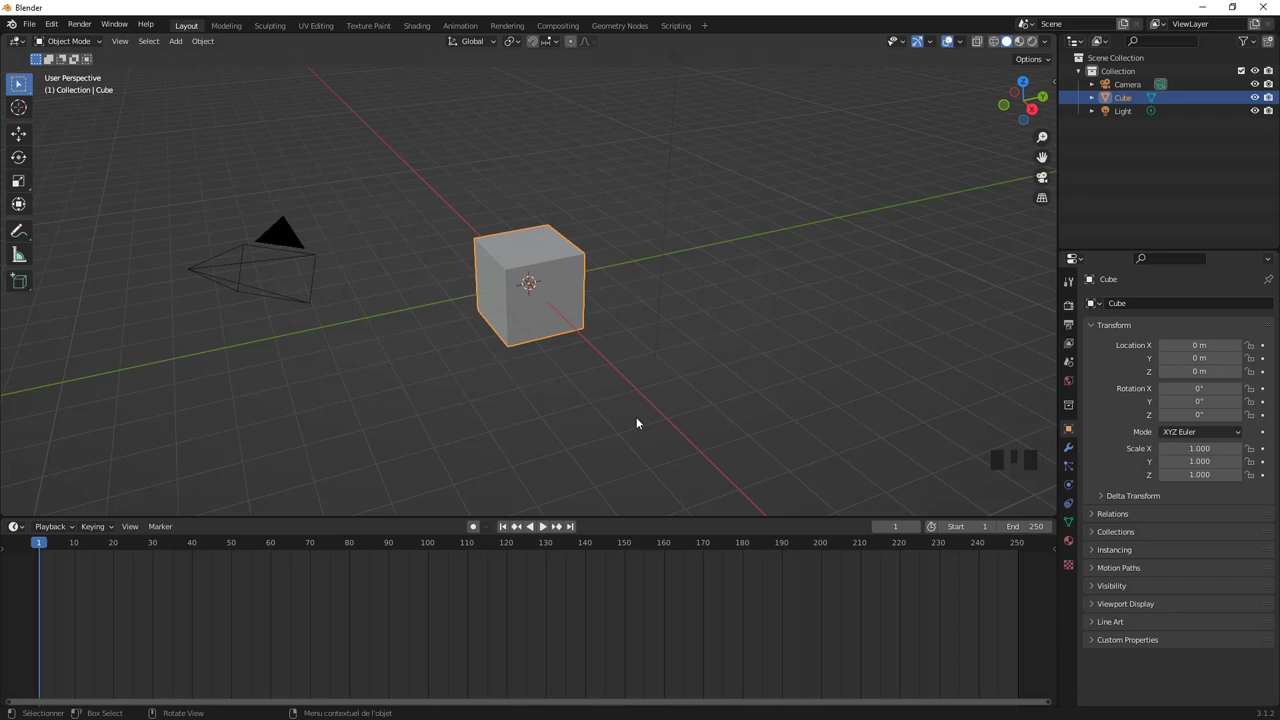 Blender
File Edit Render Window Help Layout Modeling Sculpting UV Editing Texture Paint Shading Animation Rendering Compositing Geometry Nodes Scripting + Scene ViewLayer
Object Mode View Select Add Object Global
Options
User Perspective
(1) Collection | Cube
Z
Y
X
Scene Collection
Collection
Camera
Cube
Light
Cube
Cube
Transform
Location X 0 m
Y 0 m
Z 0 m
Rotation X 0°
Y 0°
Z 0°
Mode XYZ Euler
Scale X 1.000
Y 1.000
Z 1.000
Delta Transform
Relations
Collections
Instancing
Motion Paths
Visibility
Viewport Display
Line Art
Custom Properties
Playback Keying View Marker 1 Start 1 End 250
1 10 20 30 40 50 60 70 80 90 100 110 120 130 140 150 160 170 180 190 200 210 220 230 240 250
Sélectionner Box Select Rotate View Menu contextuel de l'objet 3.1.2